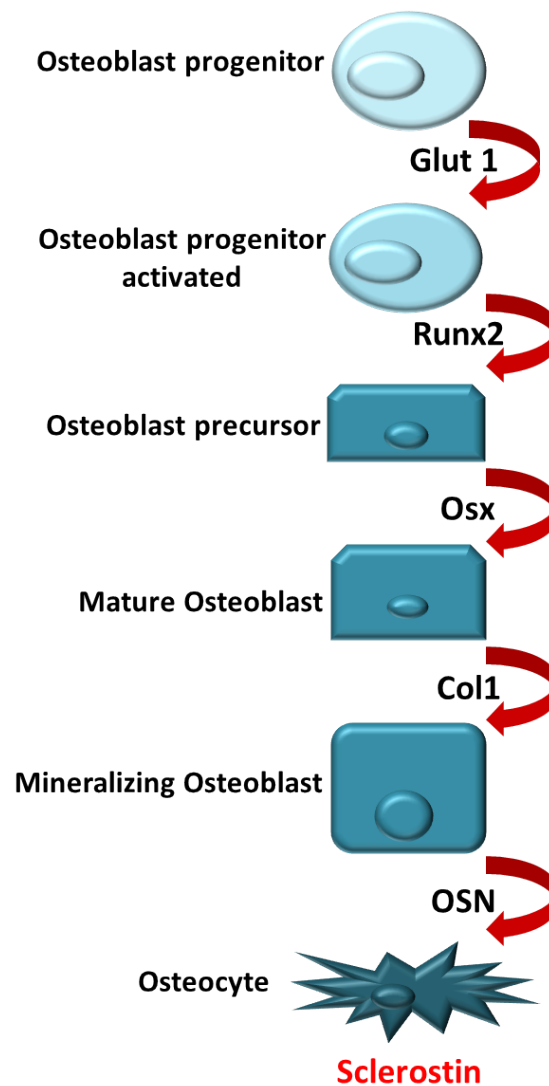 Osteoblast progenitor
Glut 1
Osteoblast progenitor
activated
Runx2
Osteoblast precursor
Osx
Mature Osteoblast
Col1
Mineralizing Osteoblast
OSN
Osteocyte
Sclerostin